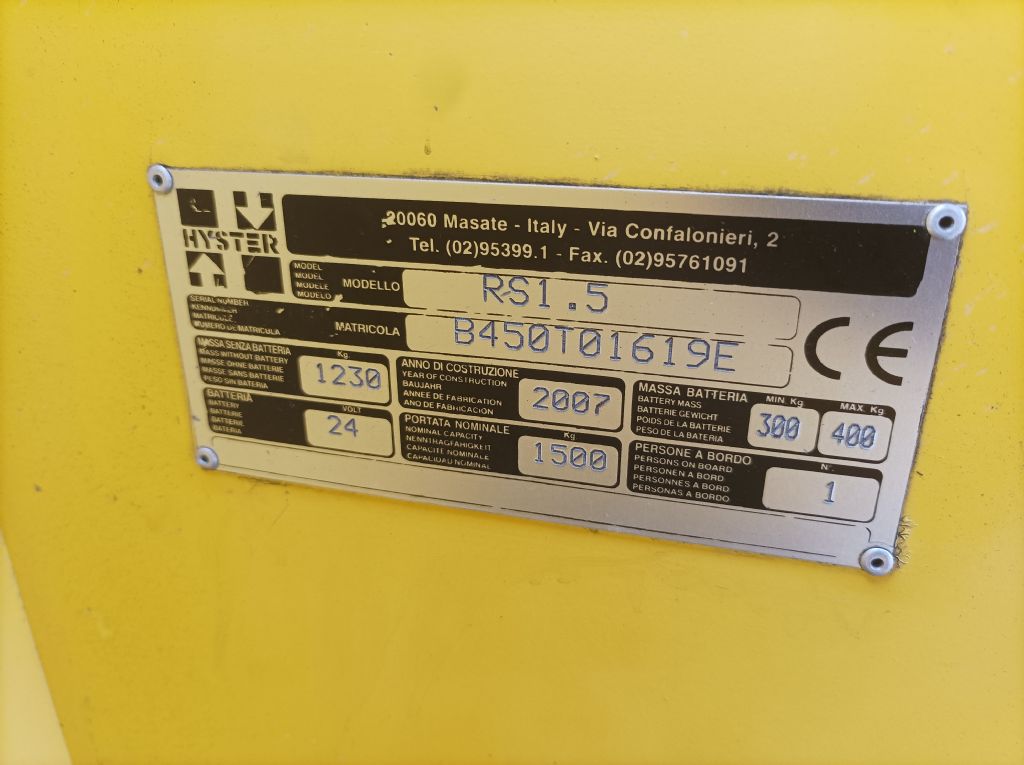 HYSTER
20060 Masate - Italy - Via Confalonieri, 2
Tel. (02)95399.1 - Fax. (02)95761091
MODEL
MODEL
MODELE
MODELO
MODELLO
RS1.5
SERIAL NUMBER
MATRICULE
NUMERO DE MATRICULA
MATRICOLA
B450T01619E
CE
MASSA SENZA BATTERIA
MASS WITHOUT BATTERY
MASSE OHNE BATTERIE
MASSE SANS BATTERIE
PESO SIN BATERIA
Kg.
1230
ANNO DI COSTRUZIONE
YEAR OF CONSTRUCTION
BAUJAHR
ANNEE DE FABRICATION
ANO DE FABRICACION
2007
MASSA BATTERIA
BATTERY MASS
BATTERIE GEWICHT
POIDS DE LA BATTERIE
PESO DE LA BATERIA
MIN. Kg
300
MAX. Kg
400
BATTERIA
BATTERY
BATTERIE
BATTERIE
BATERIA
VOLT
24
PORTATA NOMINALE
NOMINAL CAPACITY
NENNTRAGFÄHIGKEIT
CAPACITE NOMINALE
CAPACIDAD NOMINAL
Kg
1500
PERSONE A BORDO
PERSONS ON BOARD
PERSONEN A BORD
PERSONNES A BORD
PERSONAS A BORDO
N.
1